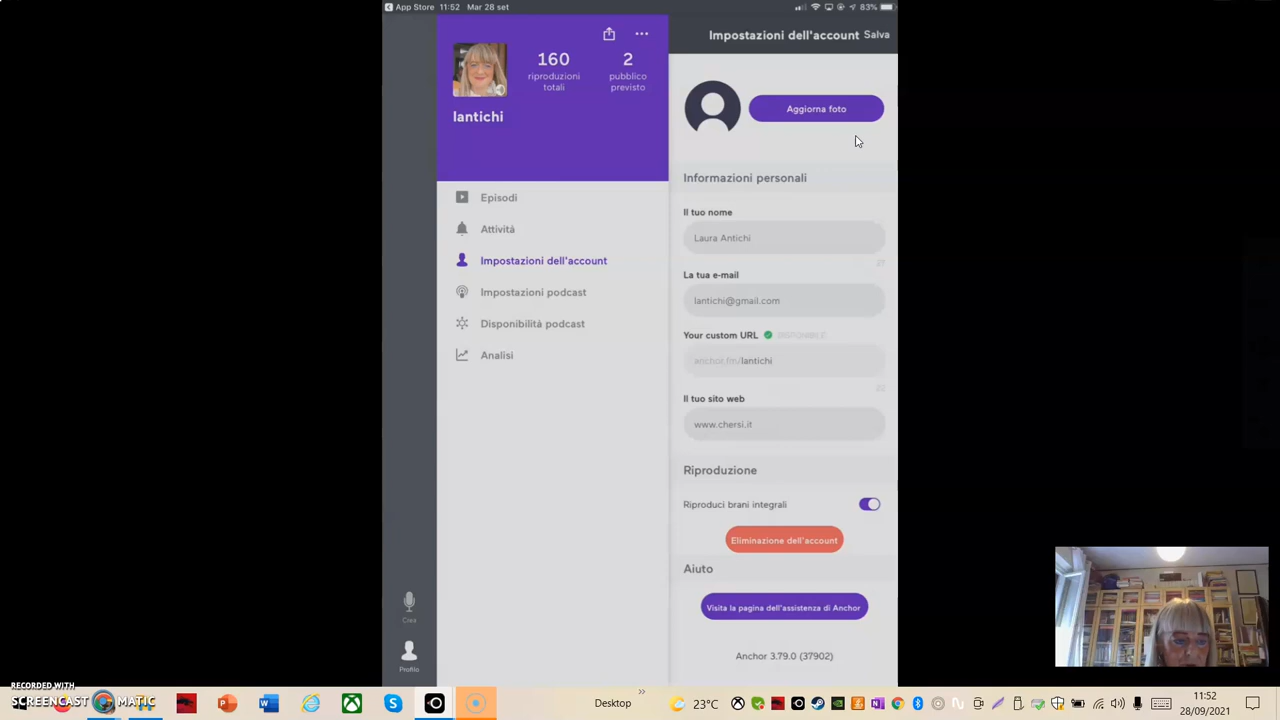 App Store 11:52 Mar 28 set
83%
Impostazioni dell'account Salva
160
riproduzioni
totali
2
pubblico
previsto
lantichi
Aggiorna foto
Episodi
Attività
Impostazioni dell'account
Impostazioni podcast
Disponibilità podcast
Analisi
Informazioni personali
Il tuo nome
Laura Antichi
La tua e-mail
lantichi@gmail.com
Your custom URL DISPONIBILE
anchor.fm/lantichi
Il tuo sito web
www.chersi.it
Riproduzione
Riproduci brani integrali
Eliminazione dell'account
Aiuto
Visita la pagina dell'assistenza di Anchor
Anchor 3.79.0 (37902)
Crea
Profilo
RECORDED WITH
SCREENCAST MATIC
Desktop
23°C
11:52
28/09/2021